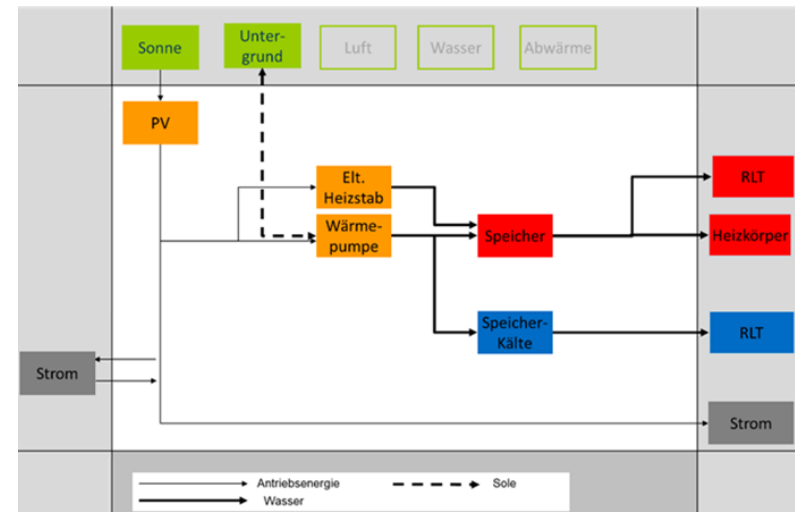 Sonne
Unter-
grund
Luft
Wasser
Abwärme
PV
Elt.
Heizstab
Wärme-
pumpe
Speicher
RLT
Heizkörper
Speicher-
Kälte
RLT
Strom
Strom
Antriebsenergie
Sole
Wasser